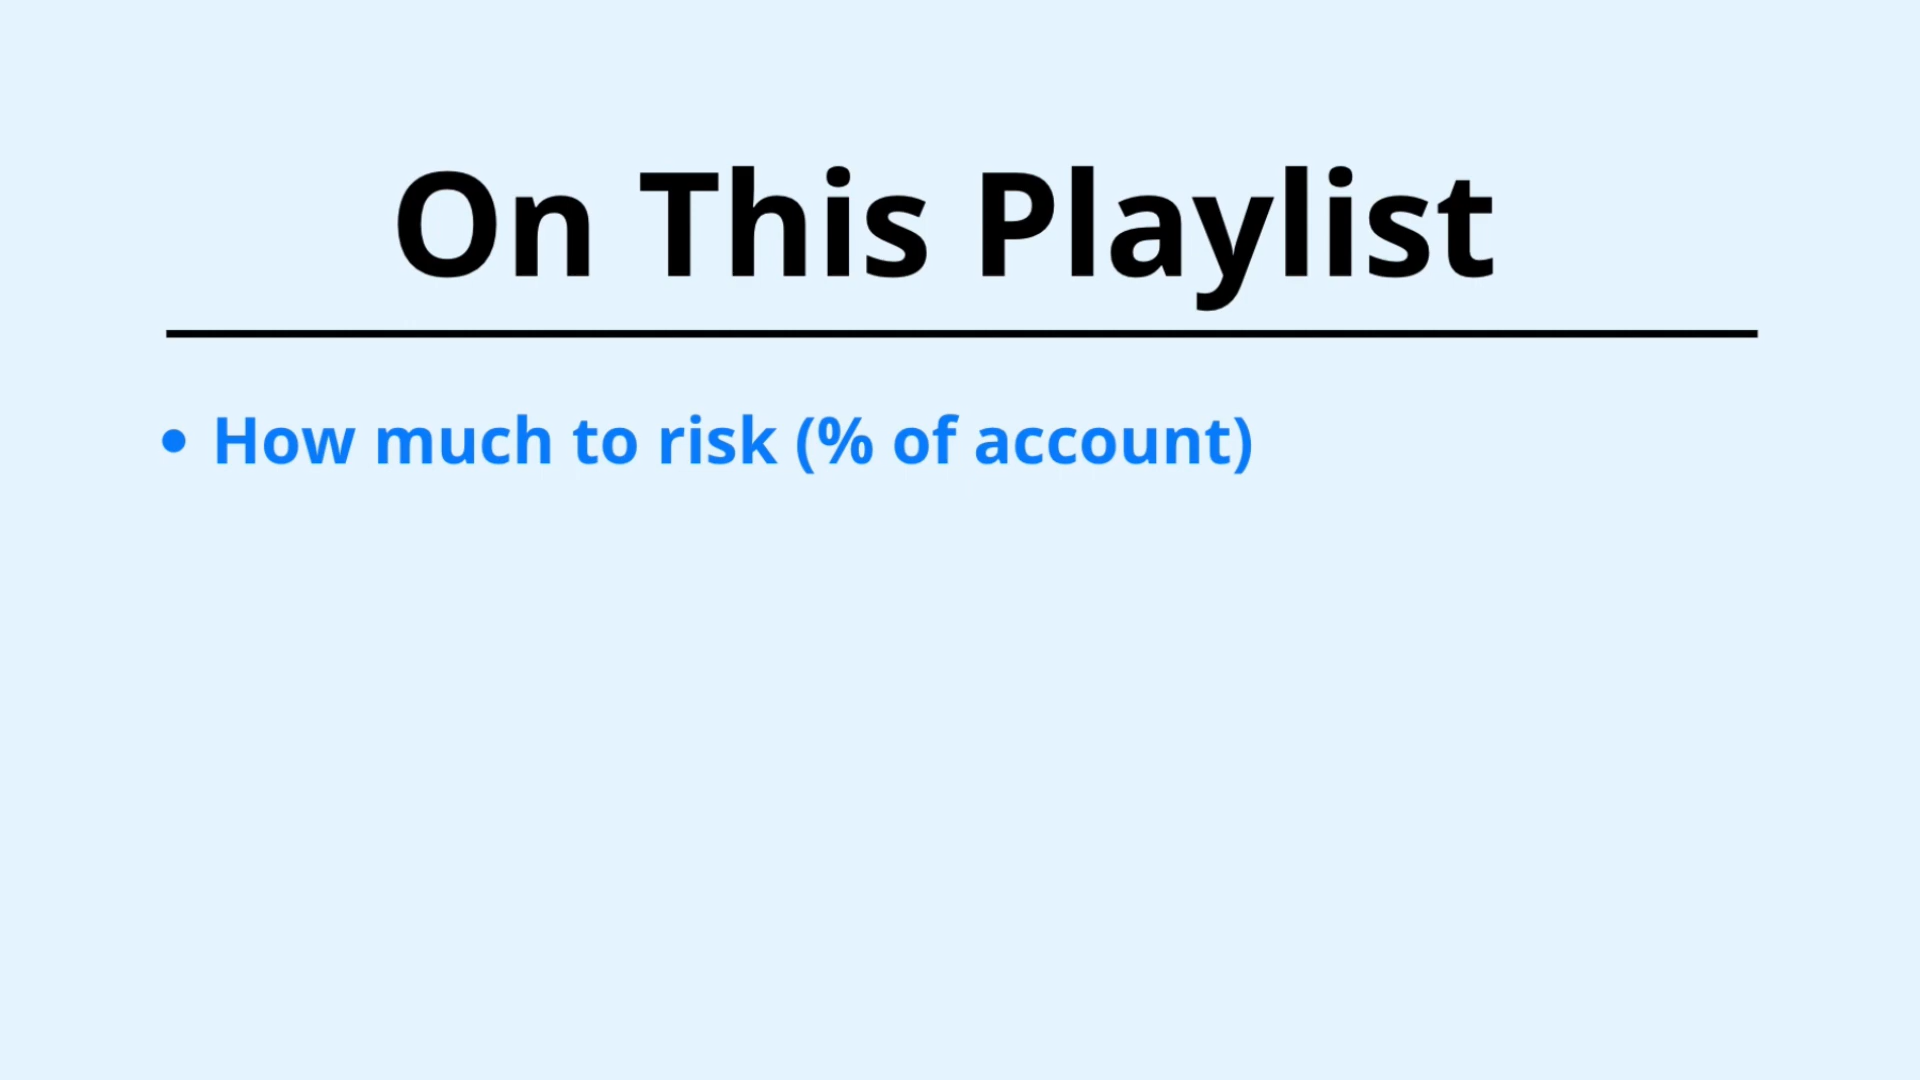 On This Playlist
• How much to risk (% of account)